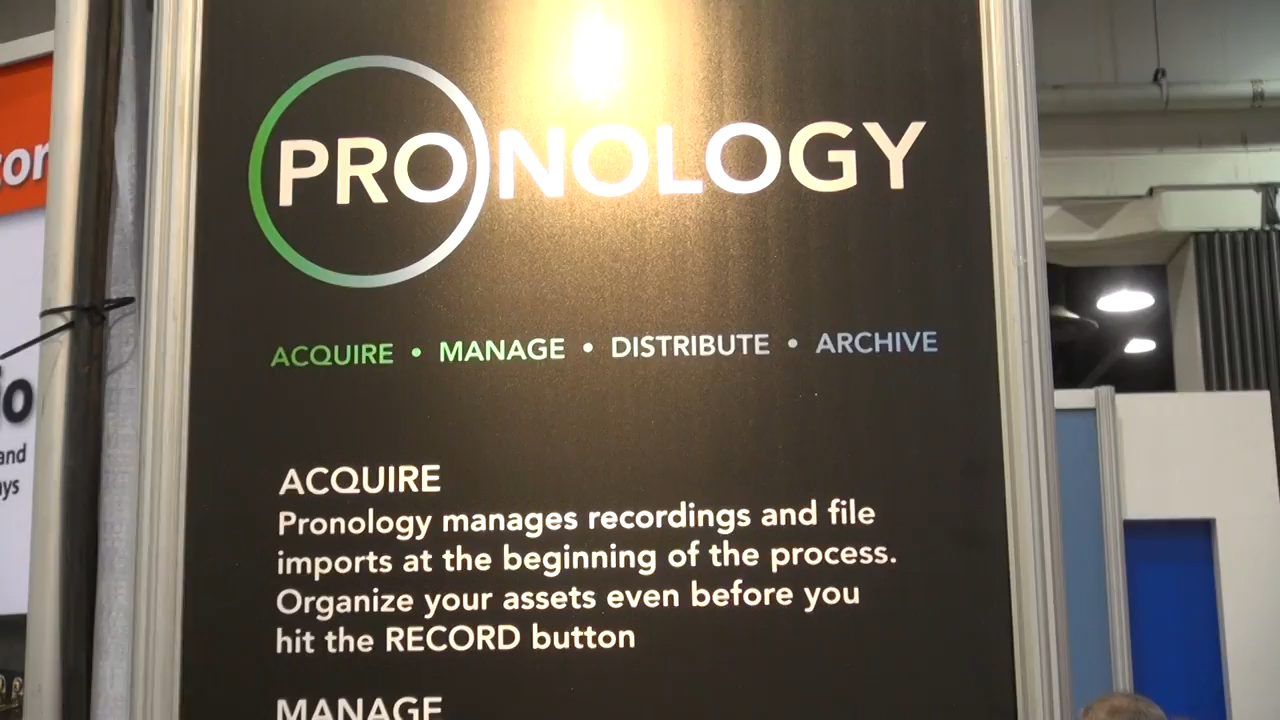 PRONOLOGY
ACQUIRE • MANAGE • DISTRIBUTE • ARCHIVE
ACQUIRE
Pronology manages recordings and file
imports at the beginning of the process.
Organize your assets even before you
hit the RECORD button
MANAGE
and